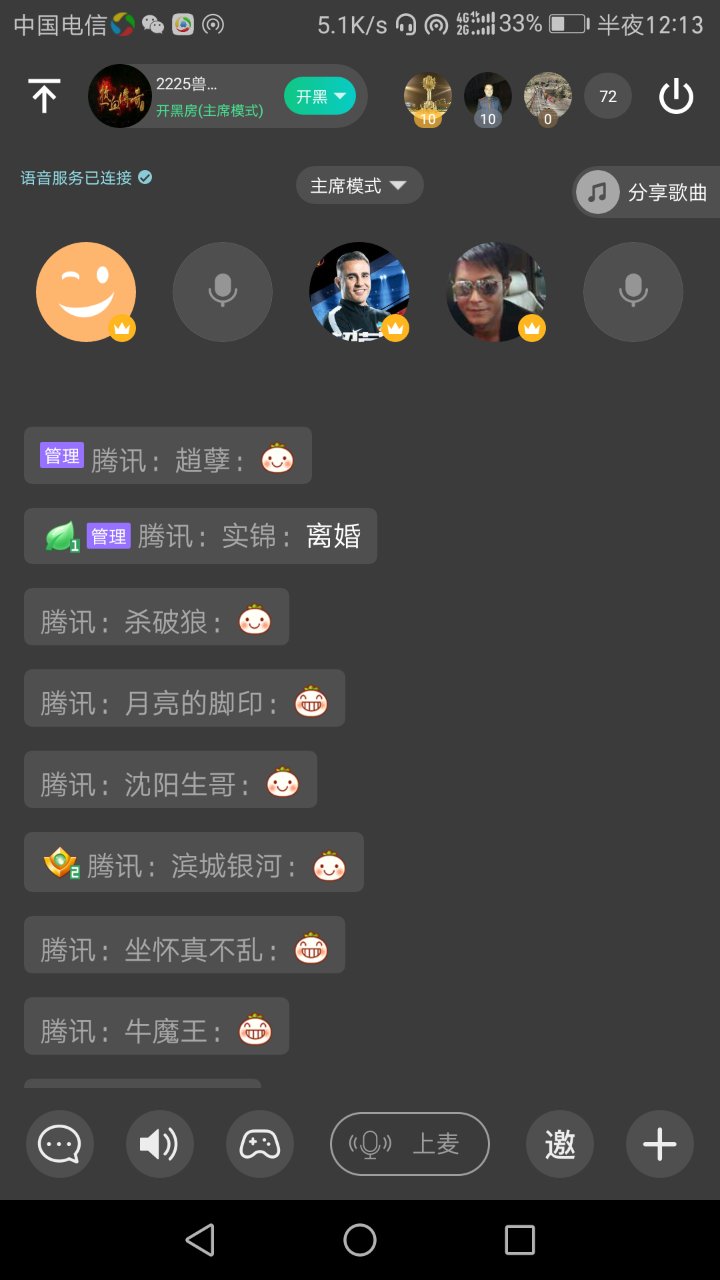 中国电信 5.1K/s 4G 2G 33% 半夜12:13
2225兽...
开黑房(主席模式)
开黑
10
10
0
72
语音服务已连接
主席模式
分享歌曲
管理 腾讯：趙孽：
1 管理 腾讯：实锦：离婚
腾讯：杀破狼：
腾讯：月亮的脚印：
腾讯：沈阳生哥：
2 腾讯：滨城银河：
腾讯：坐怀真不乱：
腾讯：牛魔王：
上麦
邀